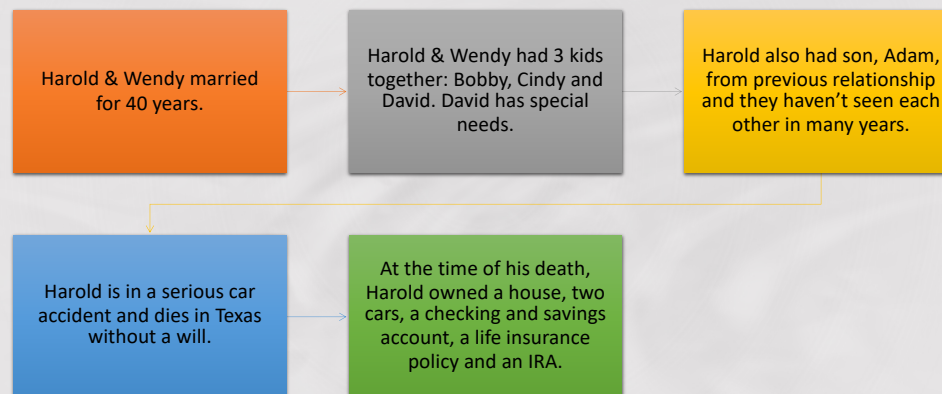 Harold & Wendy married
for 40 years.
Harold & Wendy had 3 kids
together: Bobby, Cindy and
David. David has special
needs.
Harold also had son, Adam,
from previous relationship
and they haven’t seen each
other in many years.
Harold is in a serious car
accident and dies in Texas
without a will.
At the time of his death,
Harold owned a house, two
cars, a checking and savings
account, a life insurance
policy and an IRA.